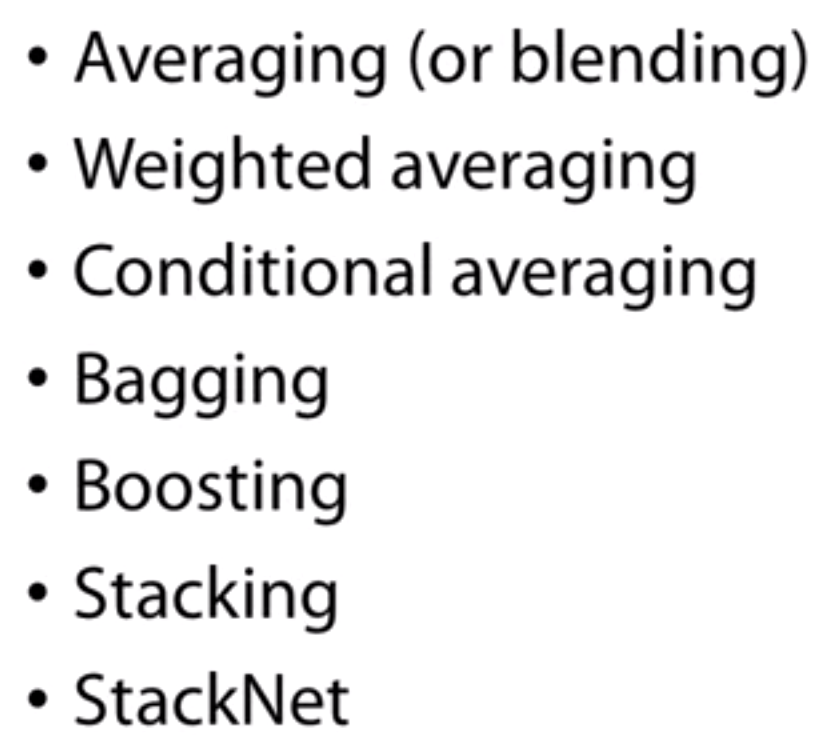 • Averaging (or blending)
• Weighted averaging
• Conditional averaging
• Bagging
• Boosting
• Stacking
• StackNet